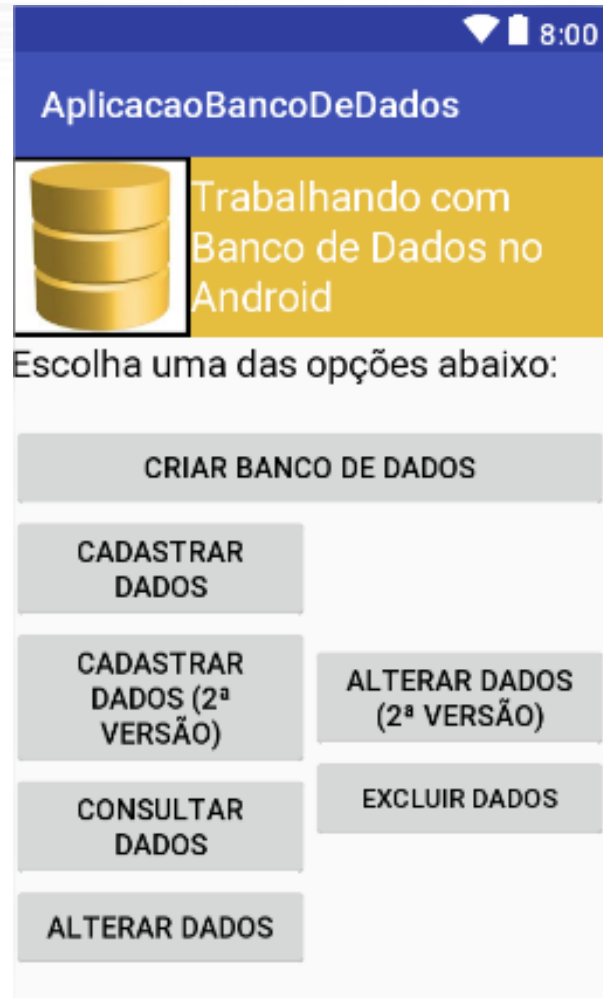 8:00
AplicacaoBancoDeDados
Trabalhando com
Banco de Dados no
Android
Escolha uma das opções abaixo:
CRIAR BANCO DE DADOS
CADASTRAR
DADOS
CADASTRAR
DADOS (2ª
VERSÃO)
CONSULTAR
DADOS
ALTERAR DADOS
ALTERAR DADOS
(2ª VERSÃO)
EXCLUIR DADOS